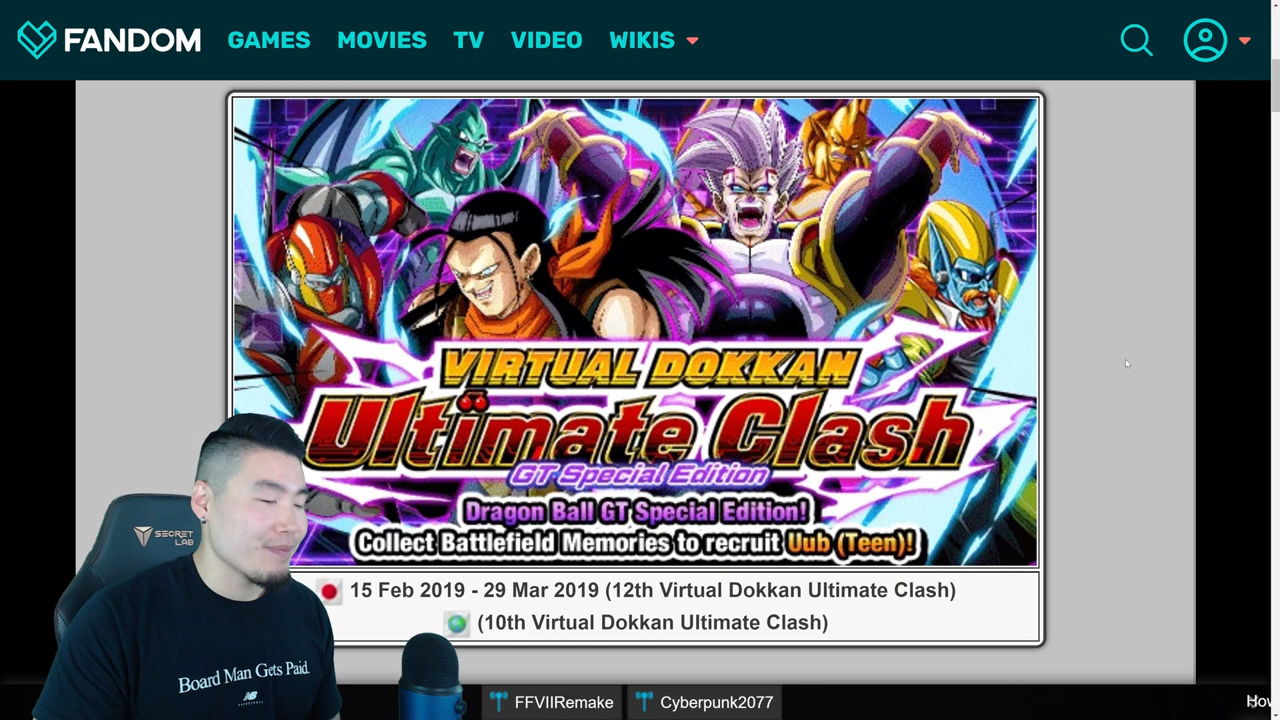 FANDOM GAMES MOVIES TV VIDEO WIKIS
VIRTUAL DOKKAN
Ultimate Clash
GT Special Edition
Dragon Ball GT Special Edition!
Collect Battlefield Memories to recruit Uub (Teen)!
15 Feb 2019 - 29 Mar 2019 (12th Virtual Dokkan Ultimate Clash)
(10th Virtual Dokkan Ultimate Clash)
SECRET
LAB
Board Man Gets Paid.
FFVIIRemake Cyberpunk2077